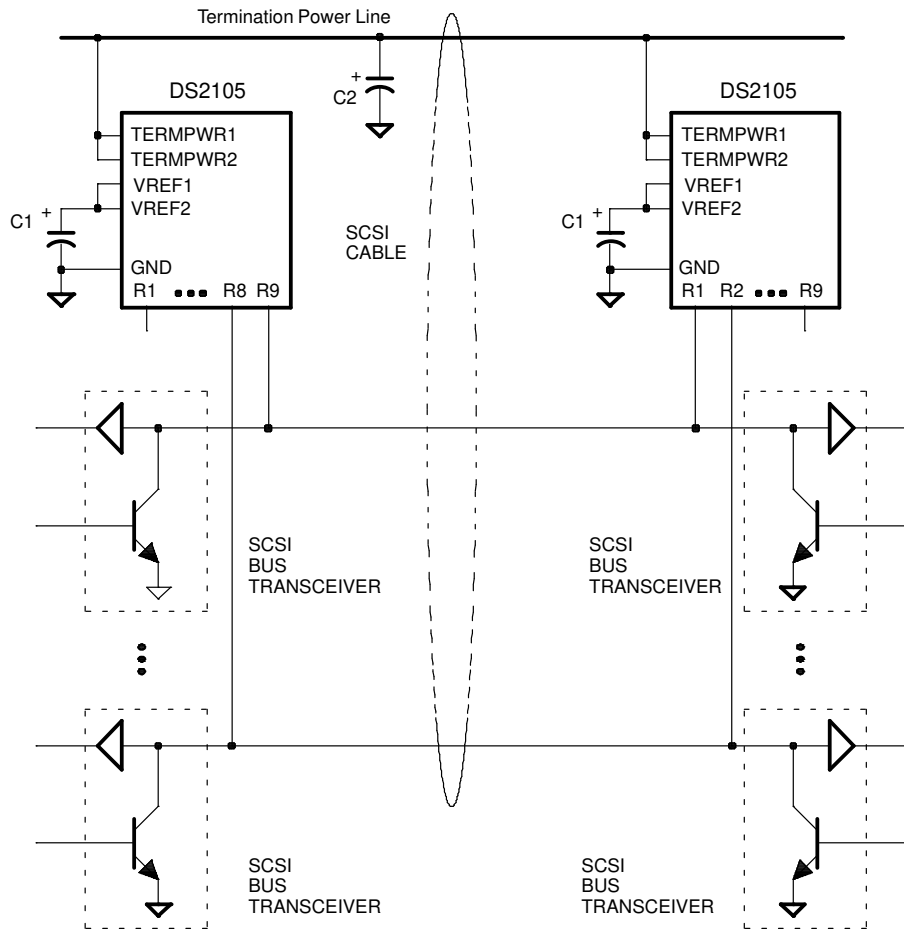 Termination Power Line
DS2105
+
C2
DS2105
TERMPWR1
TERMPWR2
VREF1
VREF2
+
C1
GND
R1 ••• R8 R9
SCSI
CABLE
TERMPWR1
TERMPWR2
VREF1
VREF2
+
C1
GND
R1 R2 ••• R9
SCSI
BUS
TRANSCEIVER
SCSI
BUS
TRANSCEIVER
SCSI
BUS
TRANSCEIVER
SCSI
BUS
TRANSCEIVER